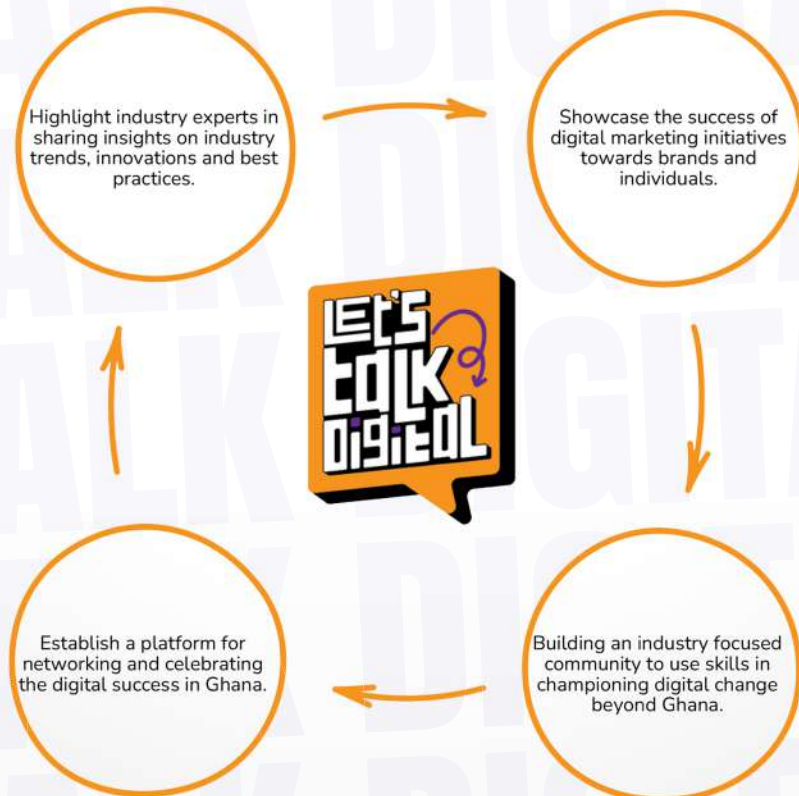 Highlight industry experts in
sharing insights on industry
trends, innovations and best
practices.
Showcase the success of
digital marketing initiatives
towards brands and
individuals.
LEt'S
talk
Digital
Establish a platform for
networking and celebrating
the digital success in Ghana.
Building an industry focused
community to use skills in
championing digital change
beyond Ghana.